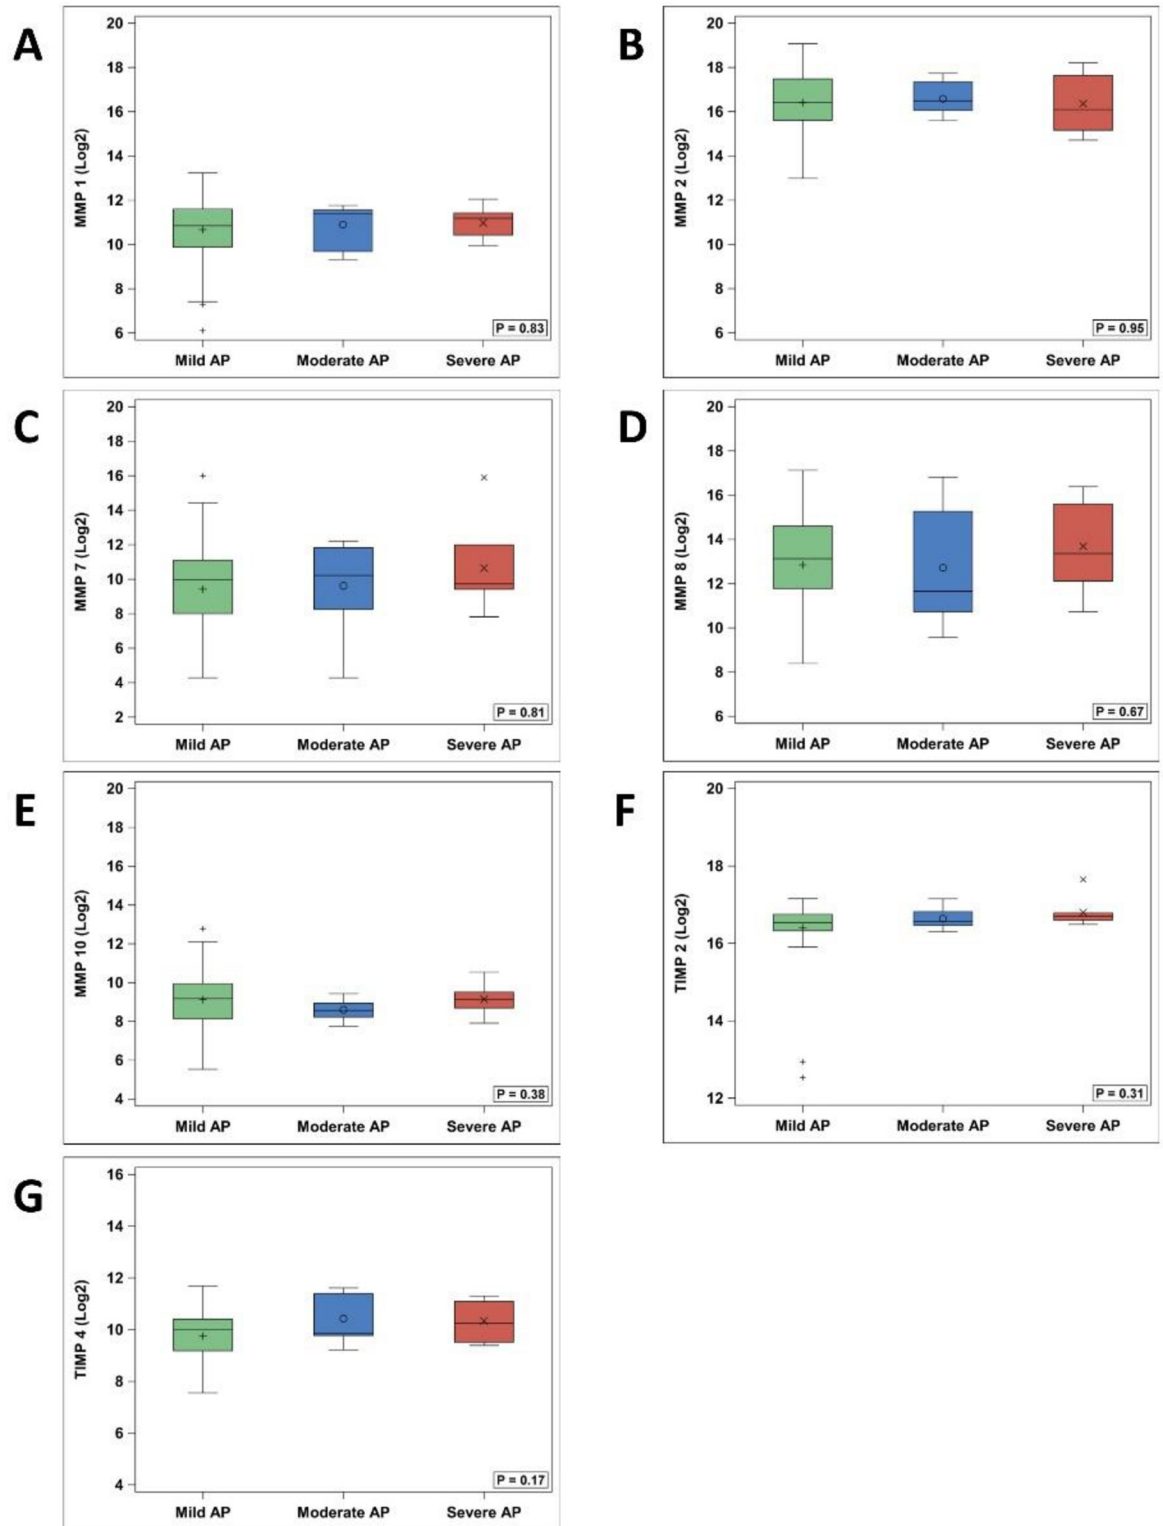 A
MMP 1 (Log2)
20
18
16
14
12
10
8
6
P = 0.83
Mild AP Moderate AP Severe AP
B
MMP 2 (Log2)
20
18
16
14
12
10
8
6
P = 0.95
Mild AP Moderate AP Severe AP
C
MMP 7 (Log2)
20
18
16
14
12
10
8
6
4
2
P = 0.81
Mild AP Moderate AP Severe AP
D
MMP 8 (Log2)
20
18
16
14
12
10
8
6
P = 0.67
Mild AP Moderate AP Severe AP
E
MMP 10 (Log2)
20
18
16
14
12
10
8
6
4
P = 0.38
Mild AP Moderate AP Severe AP
F
TIMP 2 (Log2)
20
18
16
14
12
P = 0.31
Mild AP Moderate AP Severe AP
G
TIMP 4 (Log2)
16
14
12
10
8
6
4
P = 0.17
Mild AP Moderate AP Severe AP